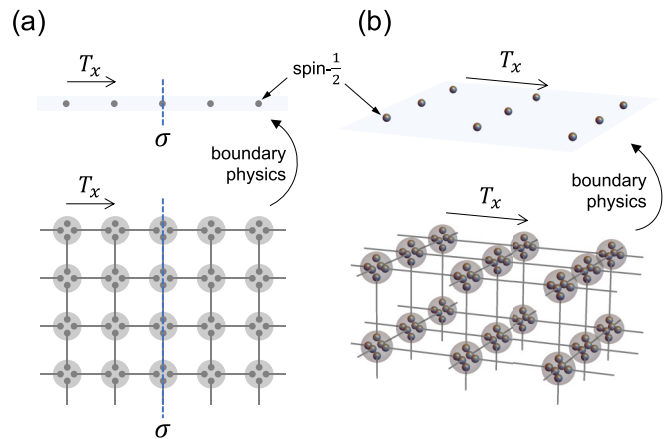 (a)
T_x
σ
spin-1/2
boundary
physics
T_x
σ
(b)
T_x
boundary
physics
T_x